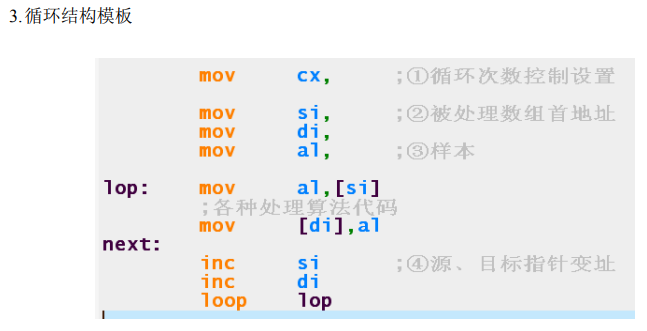 3.循环结构模板
mov cx, ;①循环次数控制设置
mov si, ;②被处理数组首地址
mov di,
mov al, ;③样本
lop: mov al,[si]
;各种处理算法代码
mov [di],al
next:
inc si ;④源、目标指针变址
inc di
loop lop